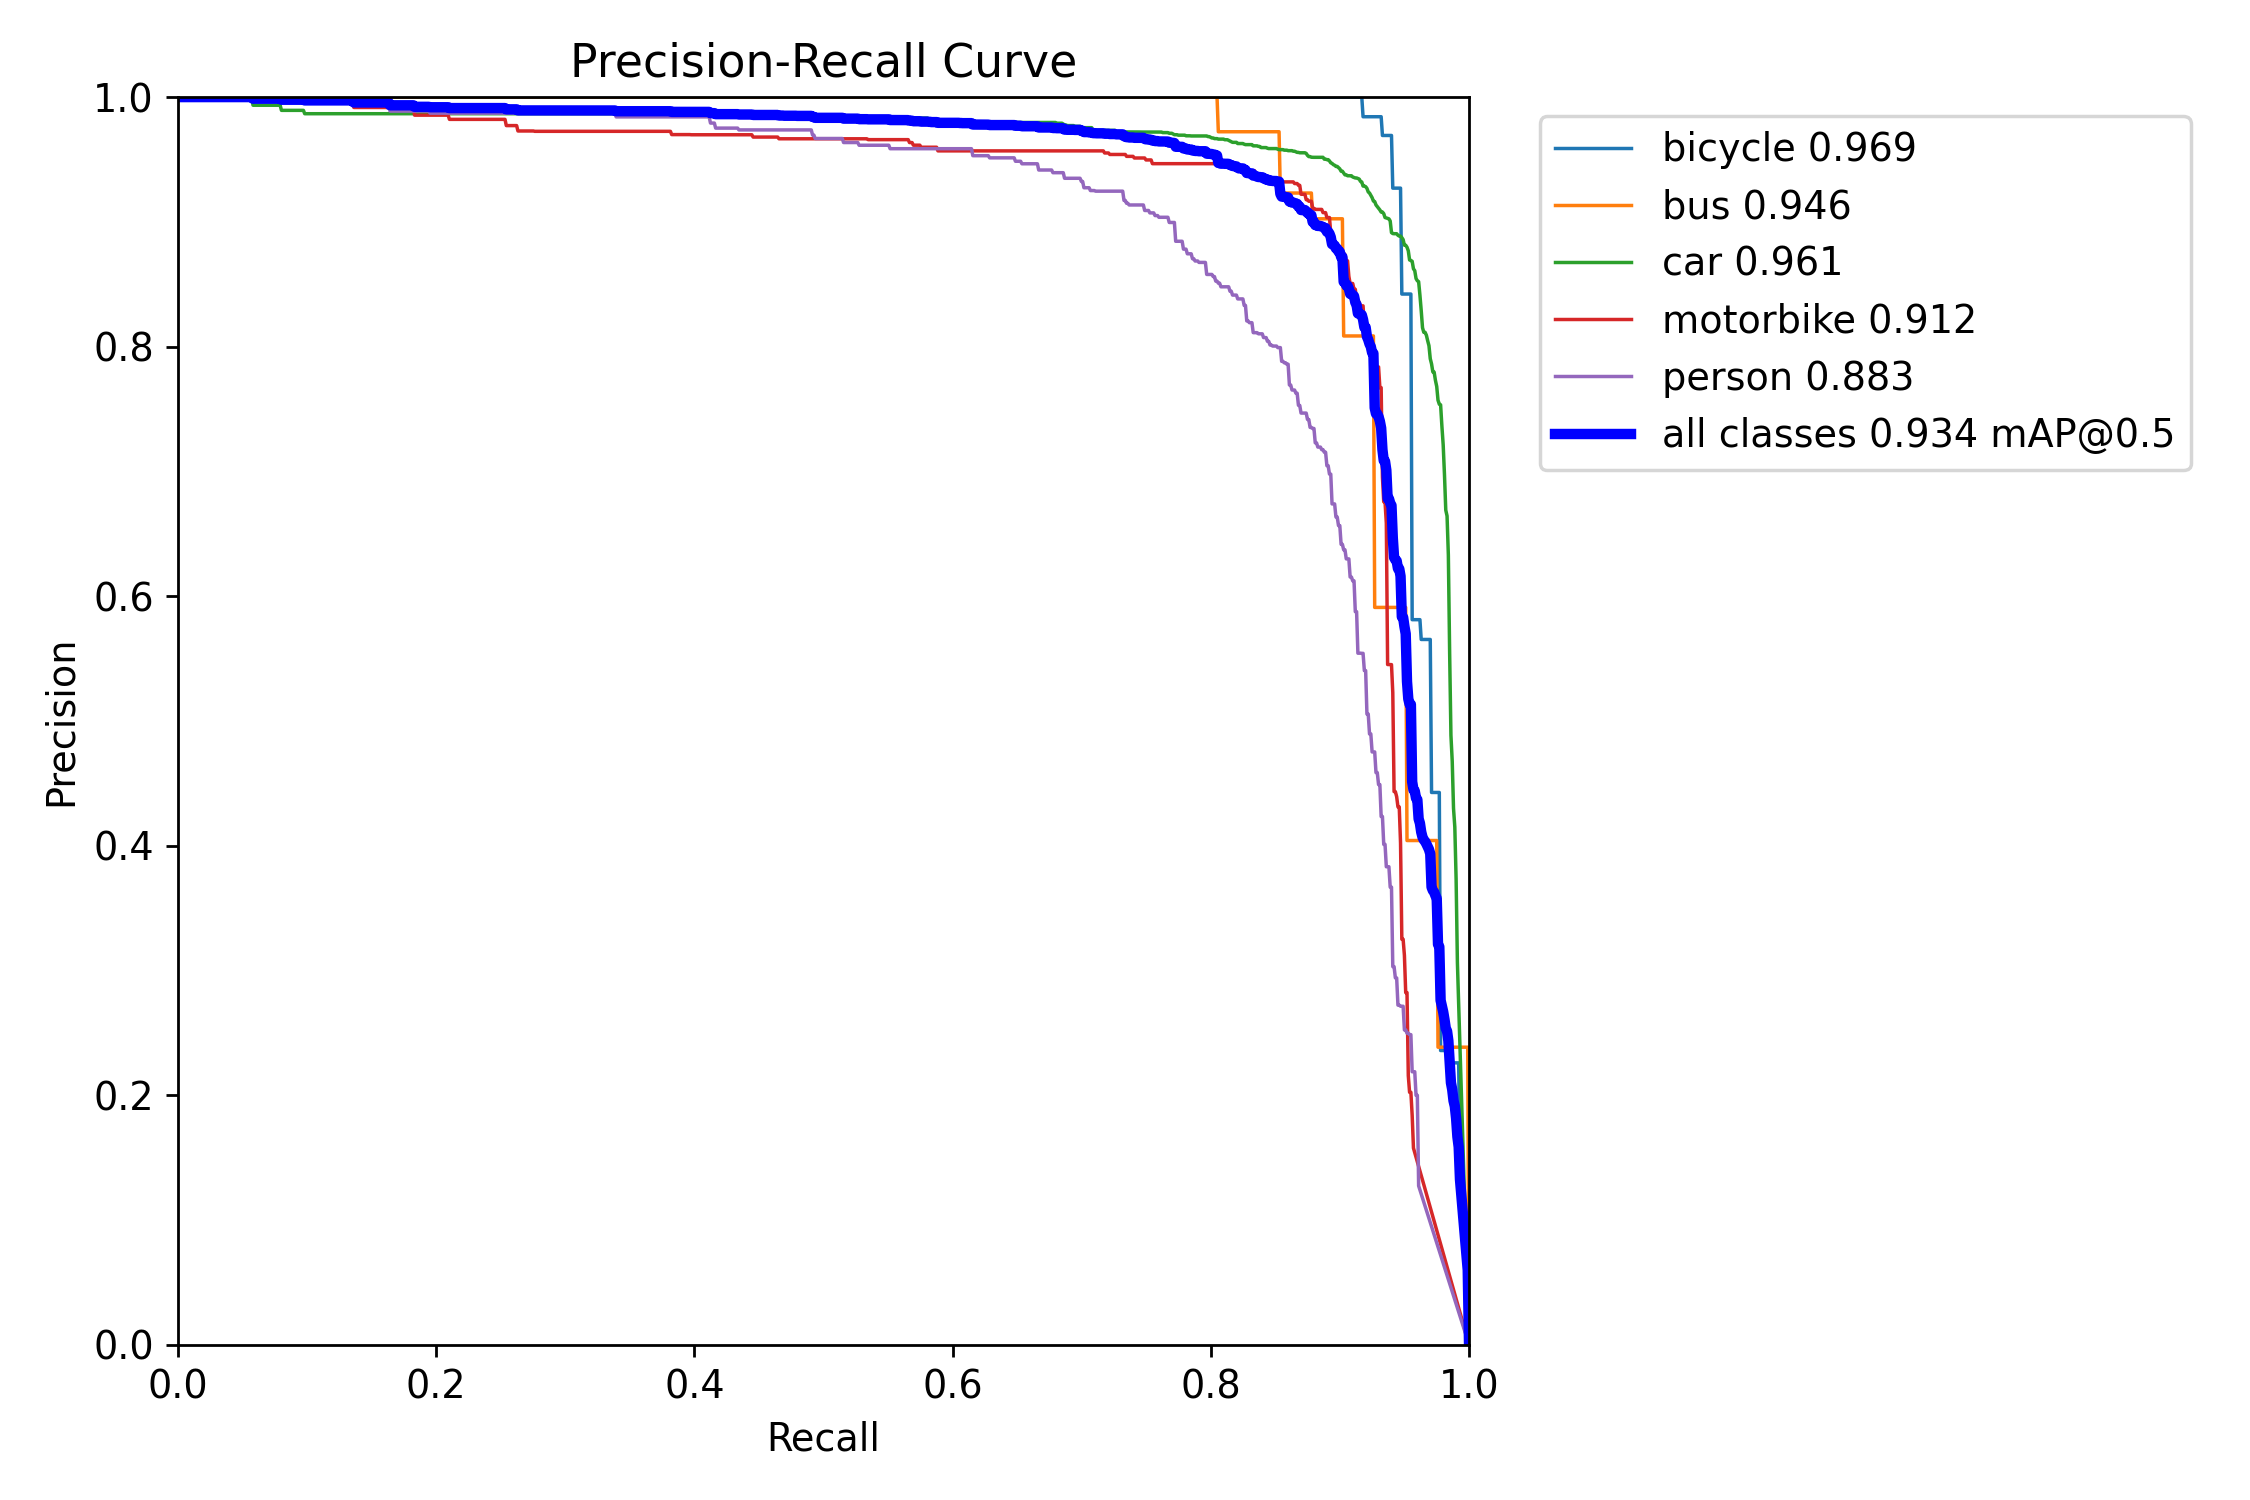 Precision-Recall Curve
1.0
0.8
0.6
0.4
0.2
0.0
Precision
0.0 0.2 0.4 0.6 0.8 1.0
Recall
bicycle 0.969
bus 0.946
car 0.961
motorbike 0.912
person 0.883
all classes 0.934 mAP@0.5